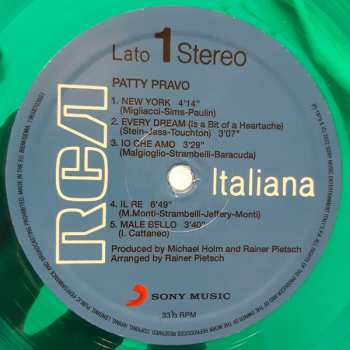 Lato 1 Stereo
PATTY PRAVO
1. NEW YORK 4'14"
(Migliacci-Sims-Paulin)
2. EVERY DREAM (Is a Bit of a Heartache)
(Stein-Jass-Touchton) 3'07"
3. IO CHE AMO 3'29"
(Malgioglio-Strambelli-Baracuda)
RCA
Italiana
4. IL RE 6'49"
(M.Monti-Strambelli-Jeffery-Monti)
5. MALE BELLO 3'40"
(I. Cattaneo)
Produced by Michael Holm and Rainer Pietsch
Arranged by Rainer Pietsch
SONY MUSIC
33⅓ RPM